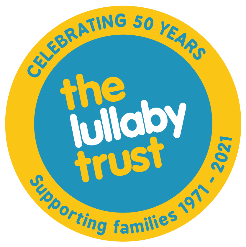 CELEBRATING 50 YEARS
the
lullaby
trust
Supporting families 1971 - 2021